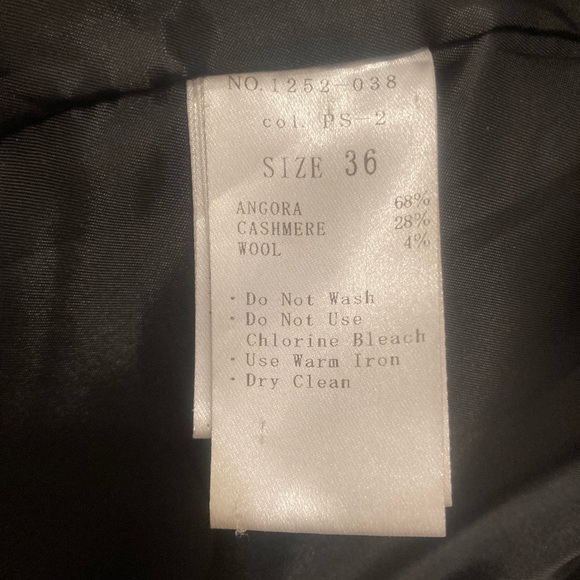 NO.1252-038
col. PS-2
SIZE 36
ANGORA 68%
CASHMERE 28%
WOOL 4%
· Do Not Wash
· Do Not Use
Chlorine Bleach
· Use Warm Iron
· Dry Clean